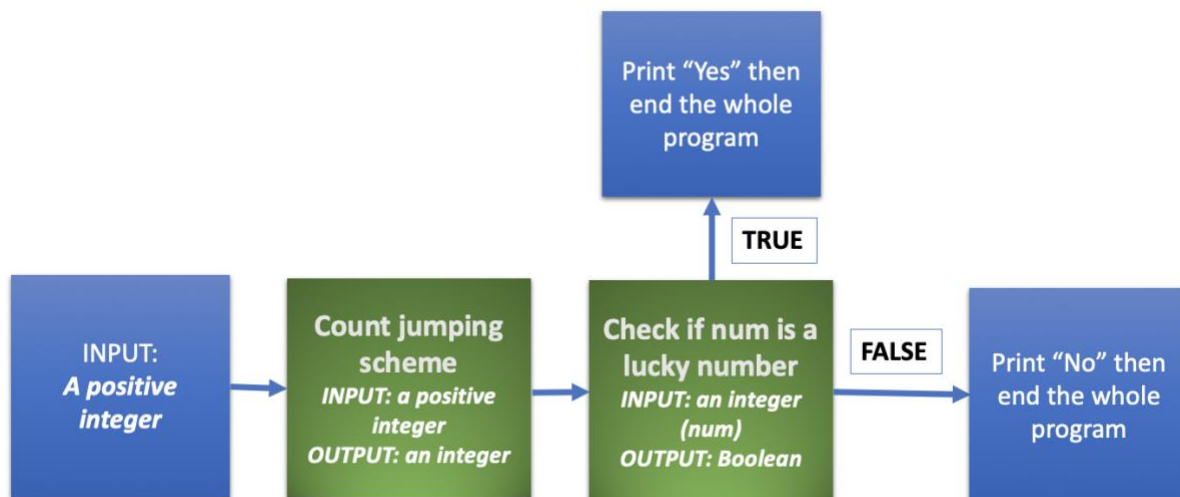 Print “Yes” then
end the whole
program
TRUE
INPUT:
A positive
integer
Count jumping
scheme
INPUT: a positive
integer
OUTPUT: an integer
Check if num is a
lucky number
INPUT: an integer
(num)
OUTPUT: Boolean
FALSE
Print “No” then
end the whole
program